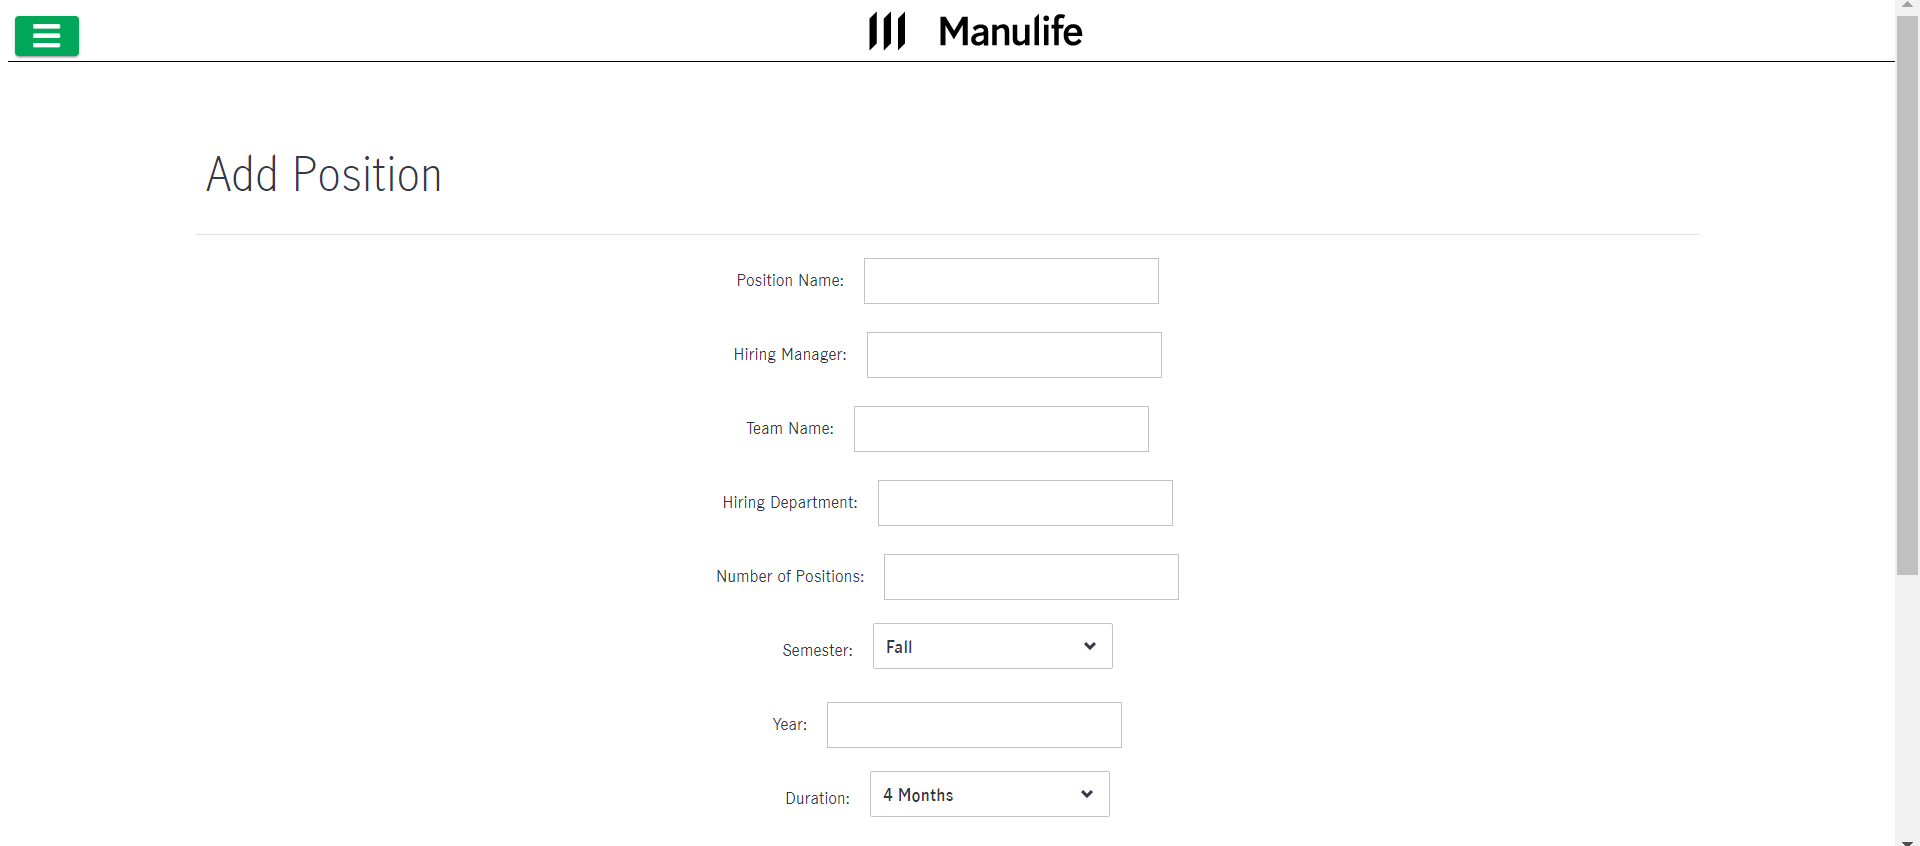 Manulife
Add Position
Position Name:
Hiring Manager:
Team Name:
Hiring Department:
Number of Positions:
Semester: Fall
Year:
Duration: 4 Months